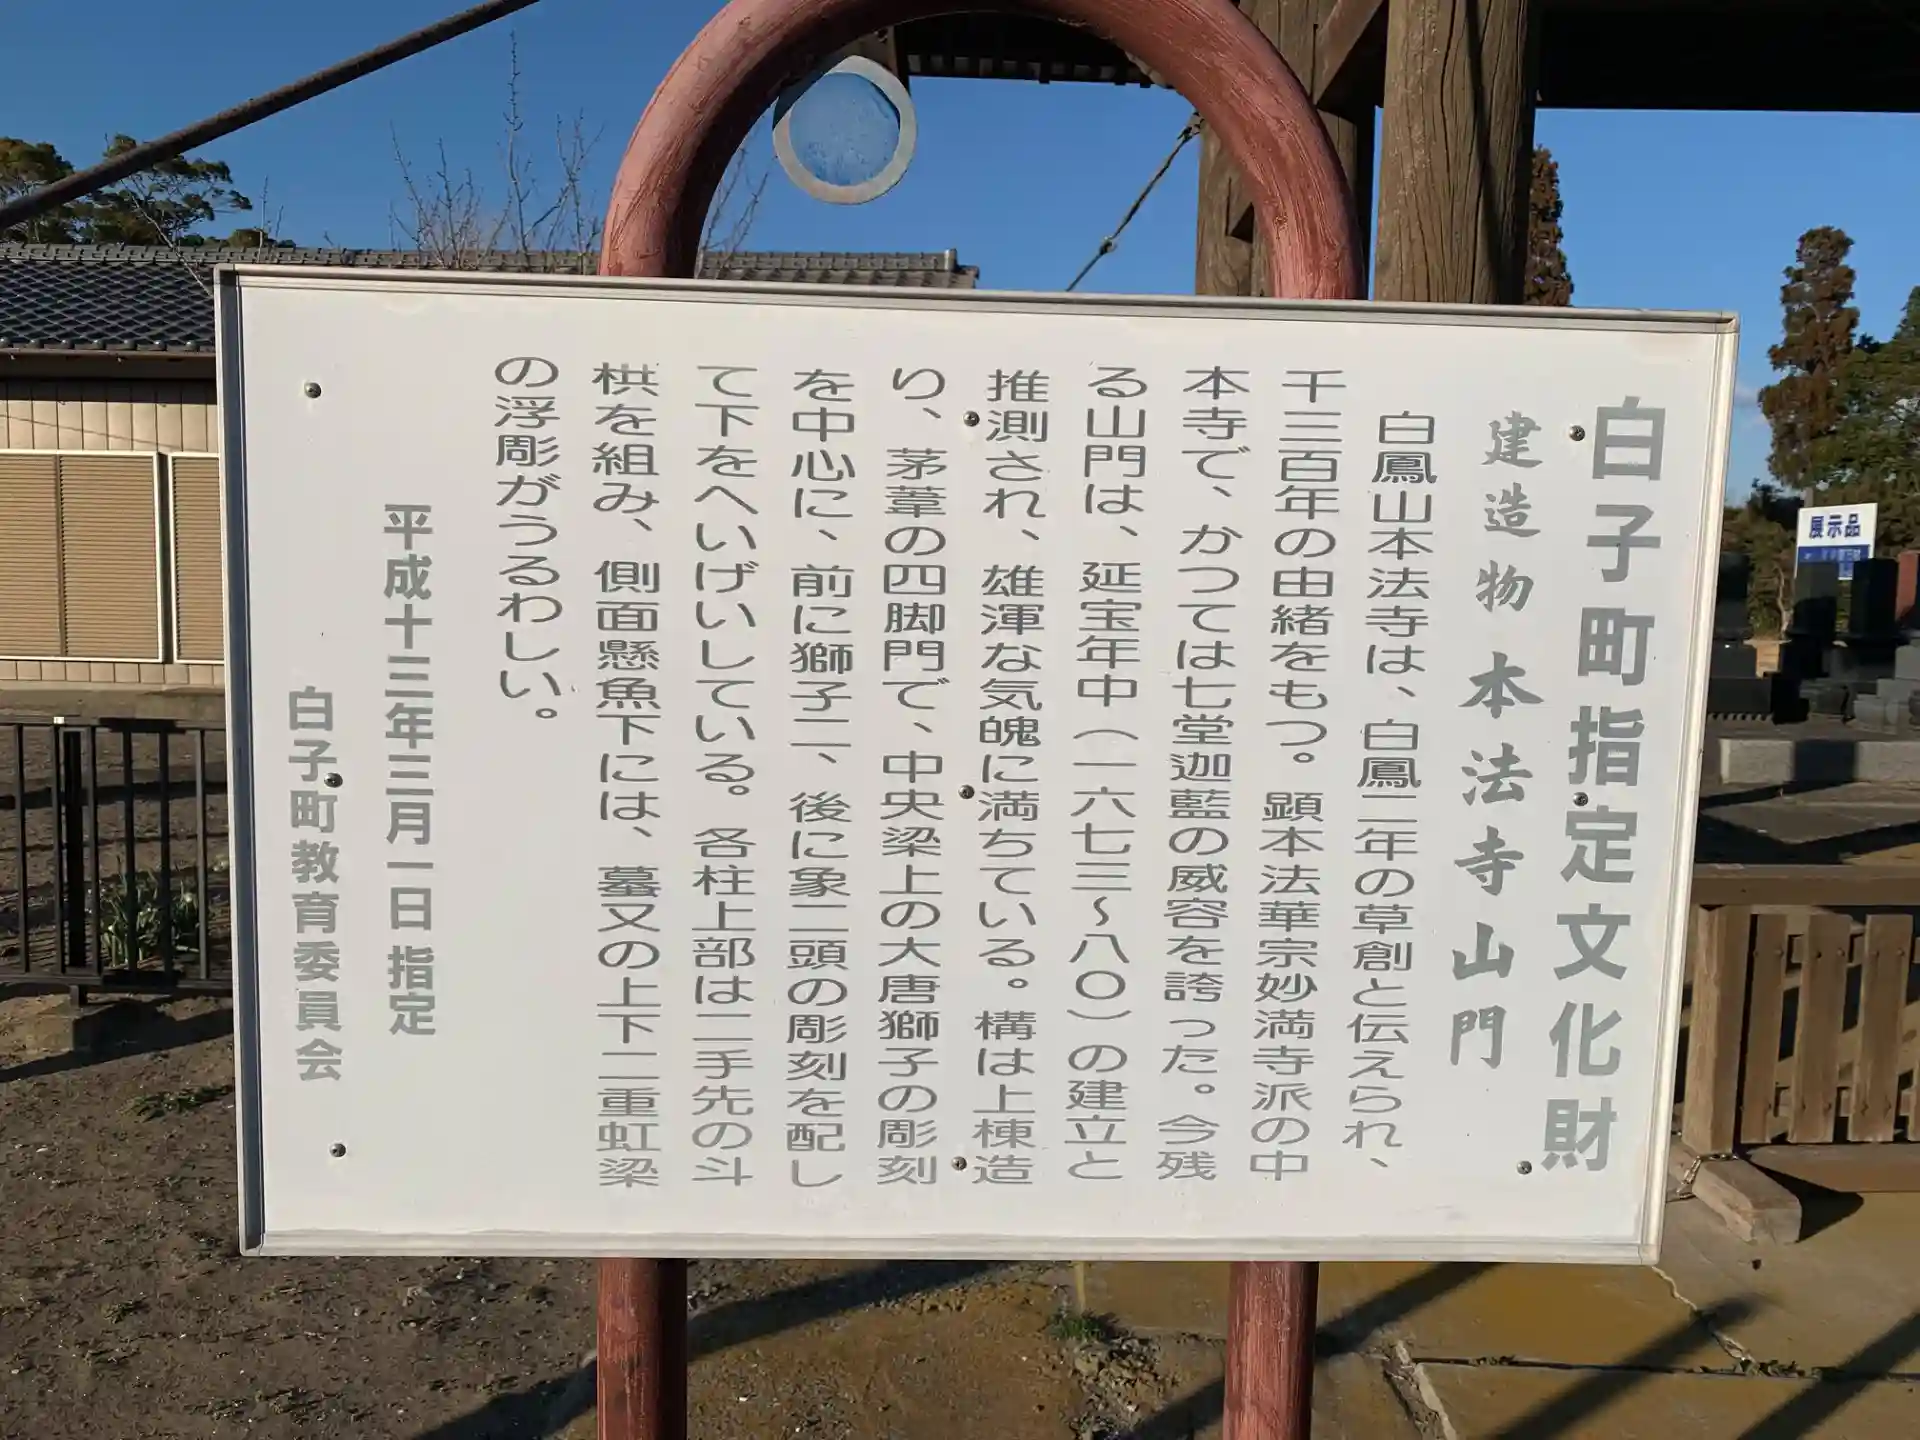 白子町指定文化財
建造物 本法寺山門
白鳳山本法寺は、白鳳二年の草創と伝えられ、
千三百年の由緒をもつ。顕本法華宗妙満寺派の中
本寺で、かつては七堂迦藍の威容を誇った。今残
る山門は、延宝年中（一六七三～八〇）の建立と
推測され、雄渾な気魄に満ちている。構は上棟造
り、茅葺の四脚門で、中央梁上の大唐獅子の彫刻
を中心に、前に獅子二、後に象二頭の彫刻を配し
て下をへいげいしている。各柱上部は二手先の斗
栱を組み、側面懸魚下には、墓又の上下二重虹梁
の浮彫がうるわしい。
平成十三年三月一日 指定
白子町教育委員会
展示品